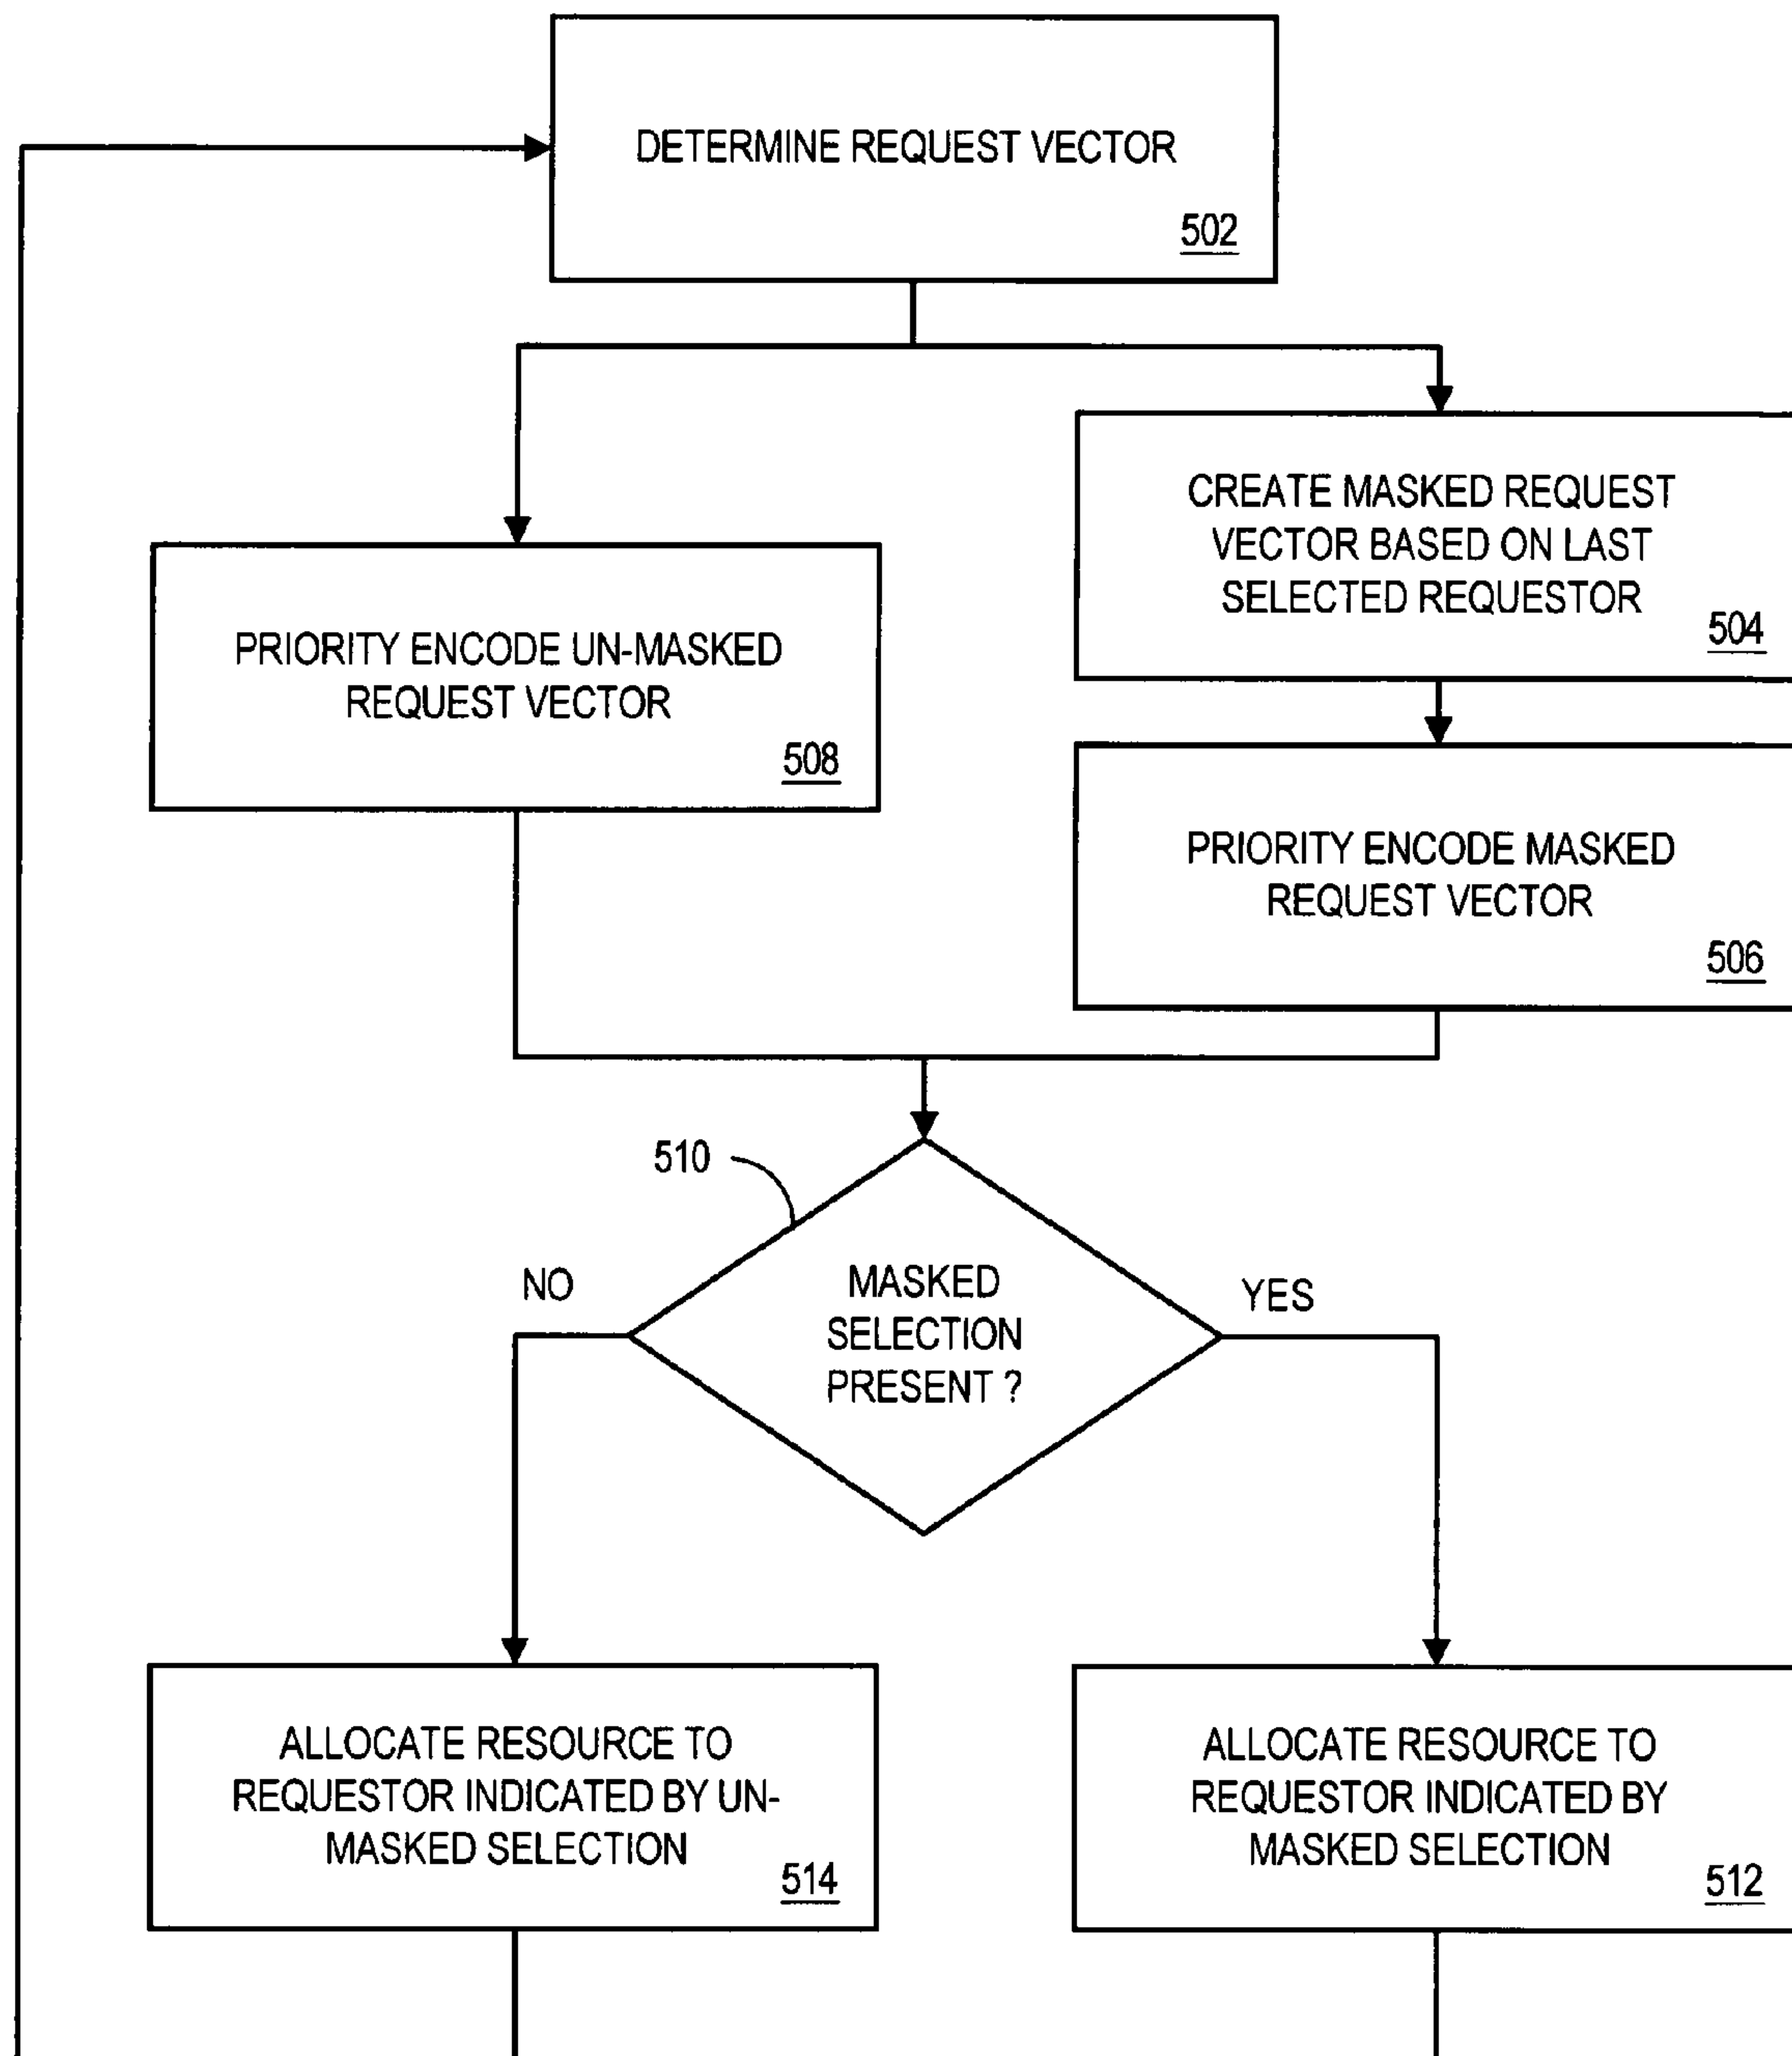 DETERMINE REQUEST VECTOR
502
CREATE MASKED REQUEST
VECTOR BASED ON LAST
SELECTED REQUESTOR
504
PRIORITY ENCODE UN-MASKED
REQUEST VECTOR
508
PRIORITY ENCODE MASKED
REQUEST VECTOR
506
510
NO
MASKED
SELECTION
PRESENT ?
YES
ALLOCATE RESOURCE TO
REQUESTOR INDICATED BY UN-
MASKED SELECTION
514
ALLOCATE RESOURCE TO
REQUESTOR INDICATED BY
MASKED SELECTION
512